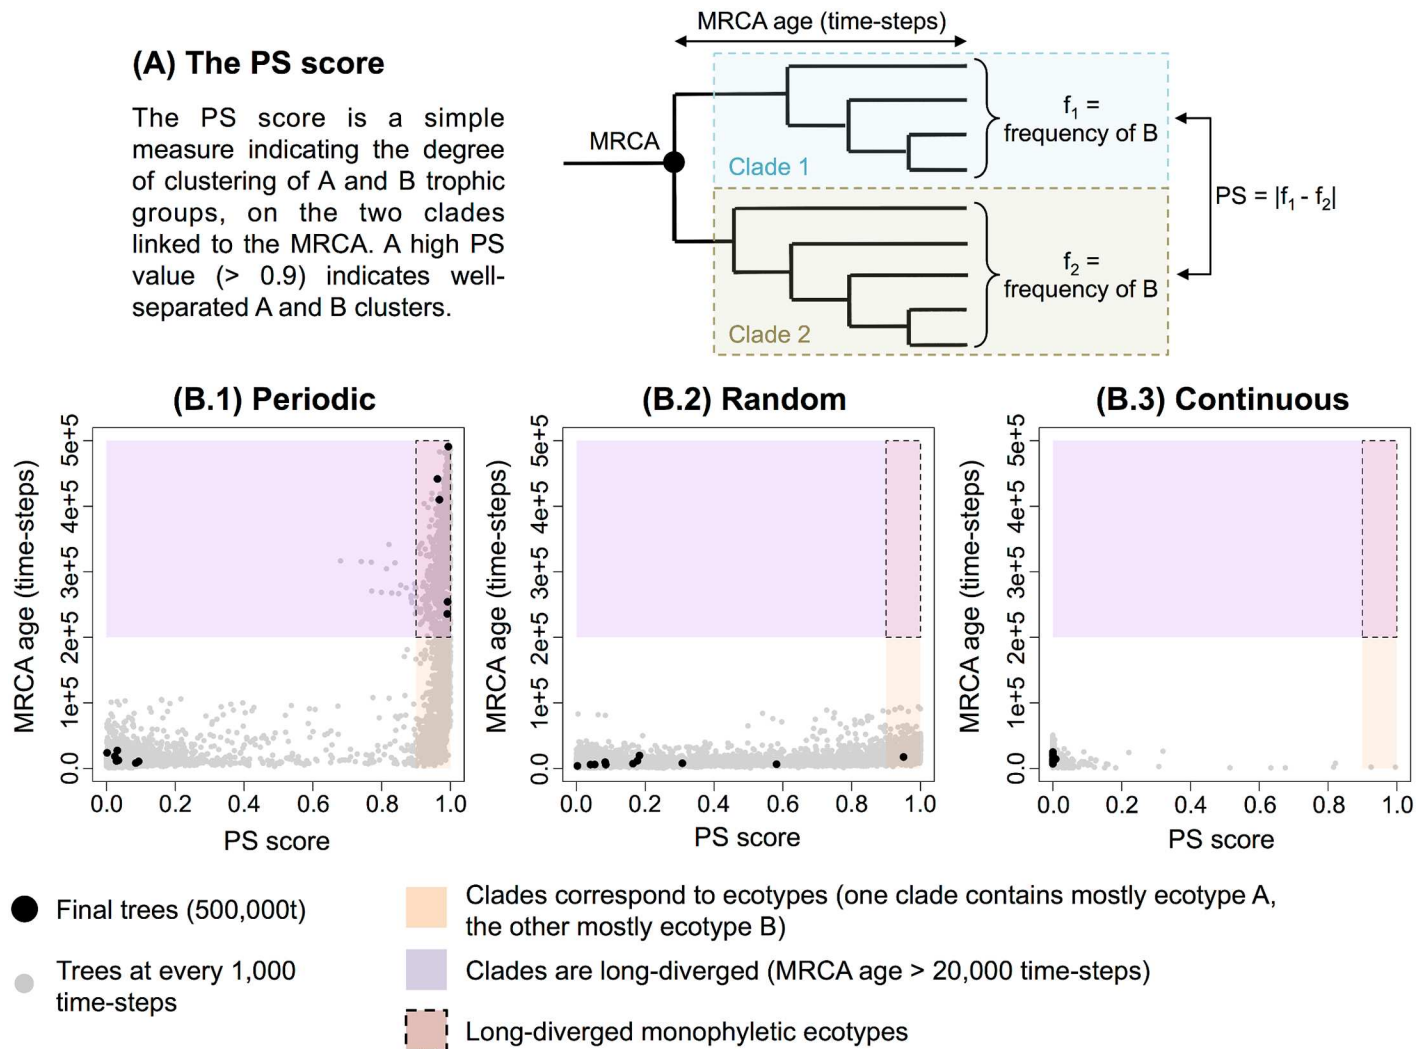 (A) The PS score
The PS score is a simple
measure indicating the degree
of clustering of A and B trophic
groups, on the two clades
linked to the MRCA. A high PS
value (> 0.9) indicates well-
separated A and B clusters.
MRCA age (time-steps)
MRCA
Clade 1
f1 =
frequency of B
PS = |f1 - f2|
Clade 2
f2 =
frequency of B
(B.1) Periodic
MRCA age (time-steps)
5e+5
4e+5
3e+5
2e+5
1e+5
0.0
0.0 0.2 0.4 0.6 0.8 1.0
PS score
(B.2) Random
MRCA age (time-steps)
5e+5
4e+5
3e+5
2e+5
1e+5
0.0
0.0 0.2 0.4 0.6 0.8 1.0
PS score
(B.3) Continuous
MRCA age (time-steps)
5e+5
4e+5
3e+5
2e+5
1e+5
0.0
0.0 0.2 0.4 0.6 0.8 1.0
PS score
Final trees (500,000t)
Trees at every 1,000
time-steps
Clades correspond to ecotypes (one clade contains mostly ecotype A,
the other mostly ecotype B)
Clades are long-diverged (MRCA age > 20,000 time-steps)
Long-diverged monophyletic ecotypes